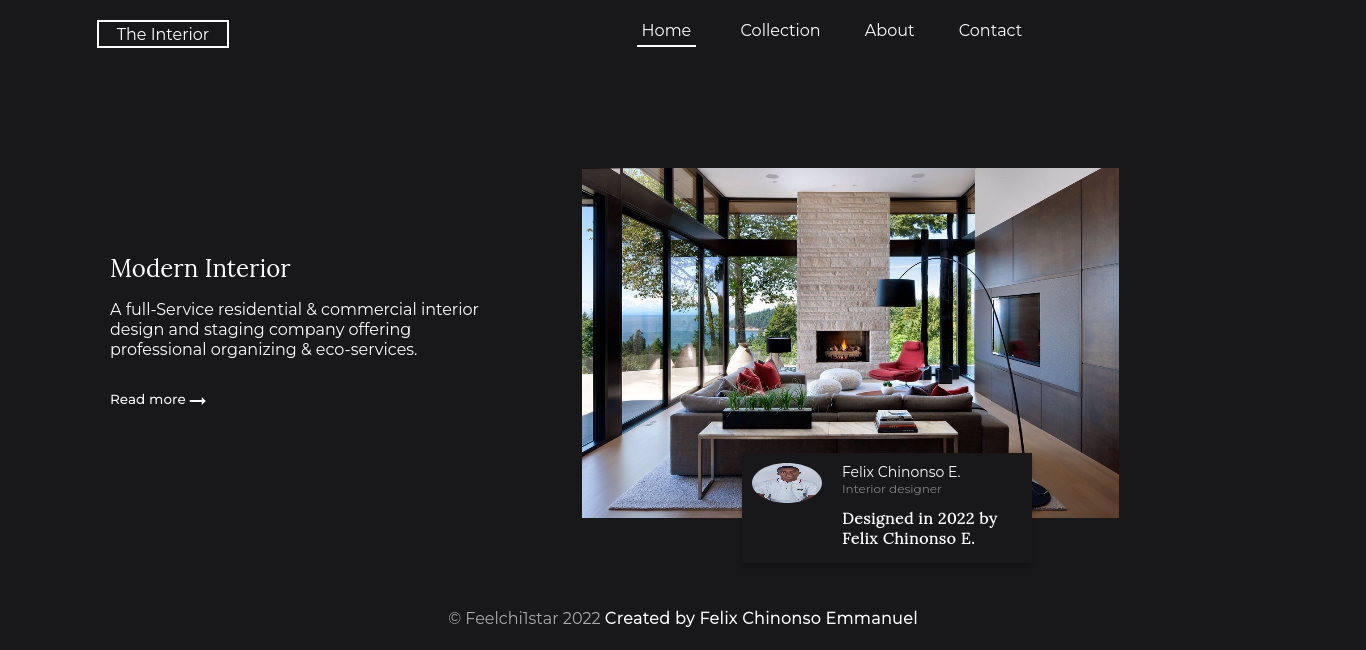 The Interior
Home
Collection
About
Contact
Modern Interior
A full-Service residential & commercial interior
design and staging company offering
professional organizing & eco-services.
Read more
Felix Chinonso E.
Interior designer
Designed in 2022 by
Felix Chinonso E.
© Feelchi1star 2022 Created by Felix Chinonso Emmanuel